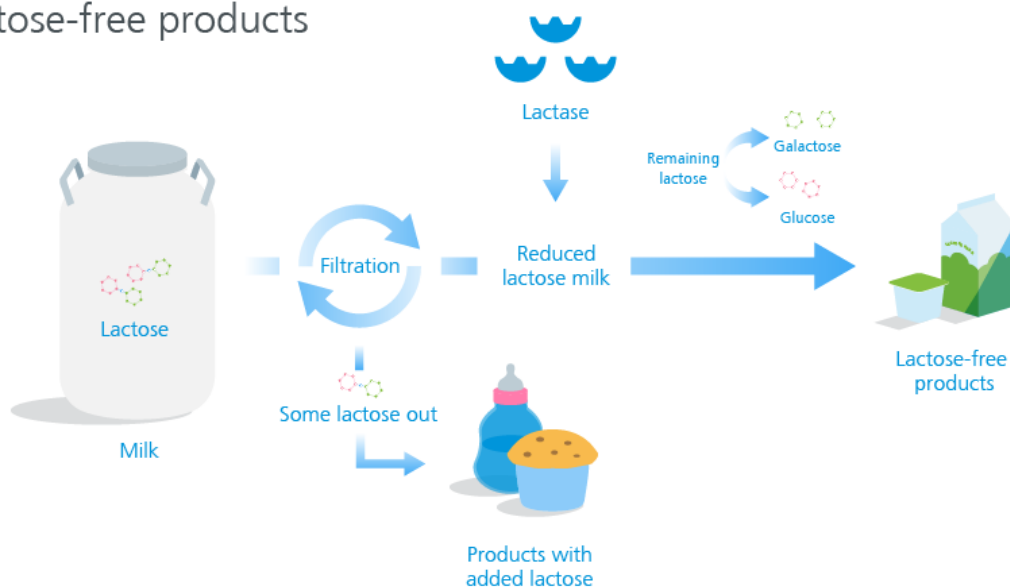 tose-free products
Lactase
Remaining
lactose
Galactose
Glucose
Filtration
Reduced
lactose milk
Lactose
Some lactose out
Milk
Lactose-free
products
Products with
added lactose